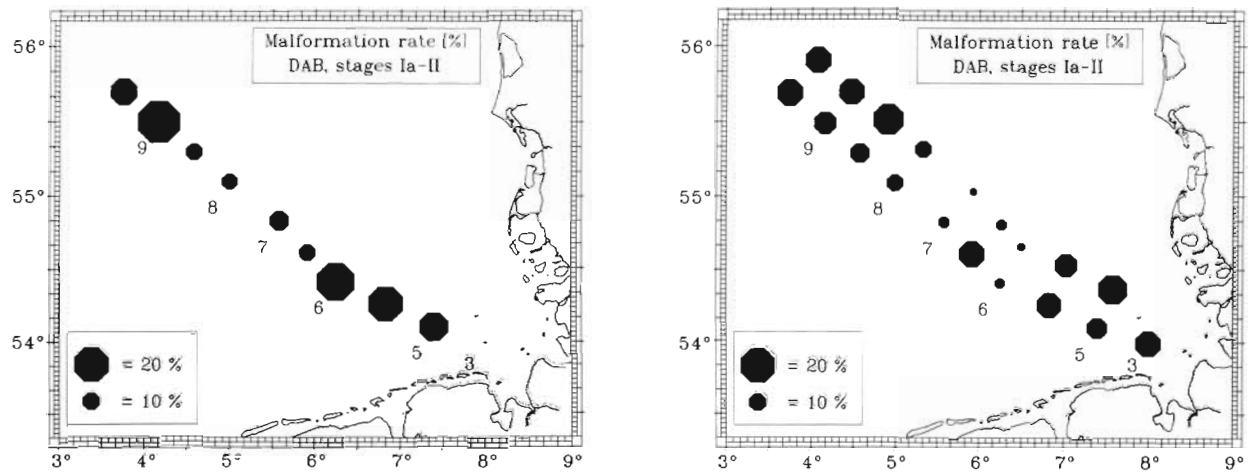 Malformation rate [%]
DAB, stages Ia-II
56°
55°
54°
9
8
7
6
5
3
= 20 %
= 10 %
3° 4° 5° 6° 7° 8° 9°
Malformation rate [%]
DAB, stages Ia-II
56°
55°
54°
9
8
7
6
5
3
= 20 %
= 10 %
3° 4° 5° 6° 7° 8° 9°